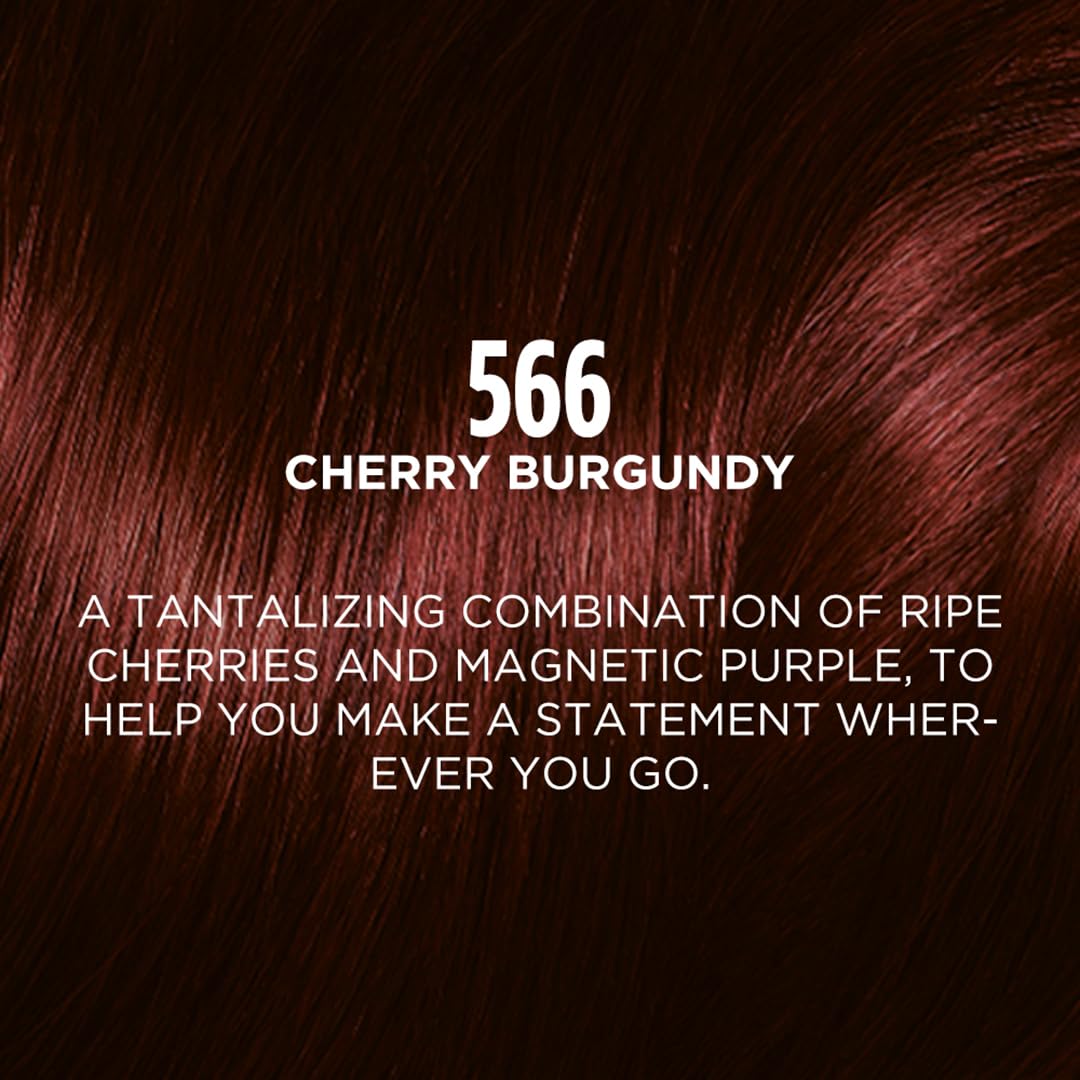 566
CHERRY BURGUNDY
A TANTALIZING COMBINATION OF RIPE
CHERRIES AND MAGNETIC PURPLE, TO
HELP YOU MAKE A STATEMENT WHER-
EVER YOU GO.